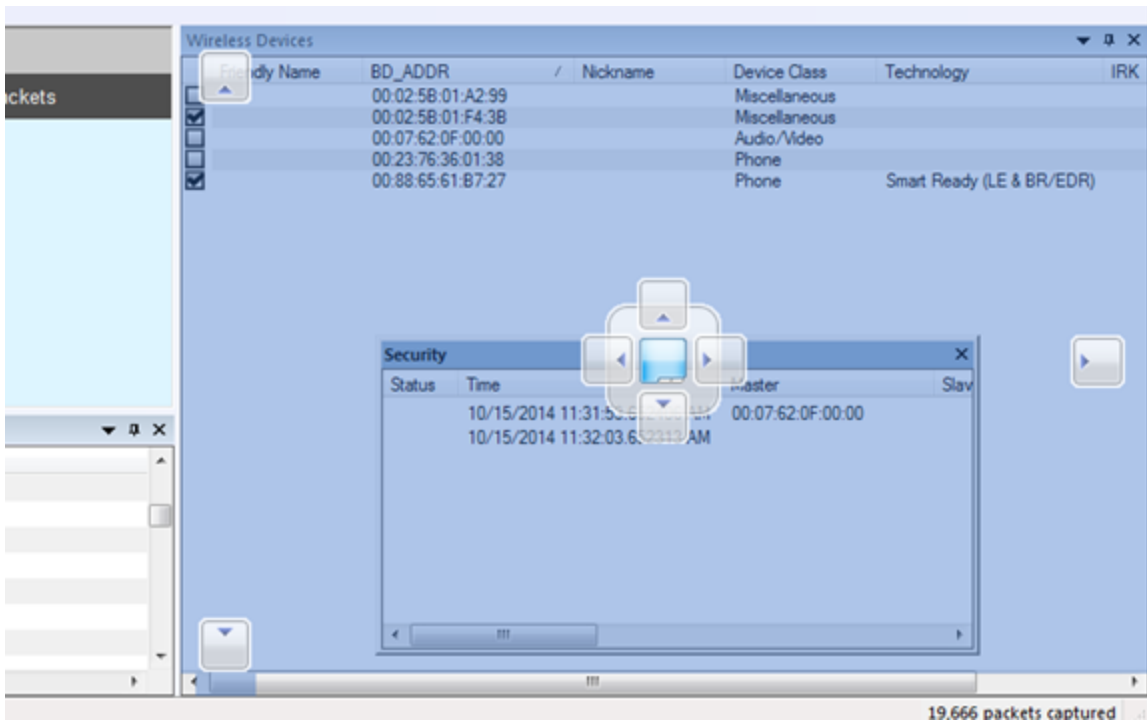 Wireless Devices
Friendly Name BD_ADDR / Nickname Device Class Technology IRK
ckets
00:02:5B:01:A2:99 Miscellaneous
00:02:5B:01:F4:3B Miscellaneous
00:07:62:0F:00:00 Audio/Video
00:23:76:36:01:38 Phone
00:88:65:61:B7:27 Phone Smart Ready (LE & BR/EDR)
Security
Status Time Master Slav
10/15/2014 11:31:53 AM 00:07:62:0F:00:00
10/15/2014 11:32:03 AM
19,666 packets captured